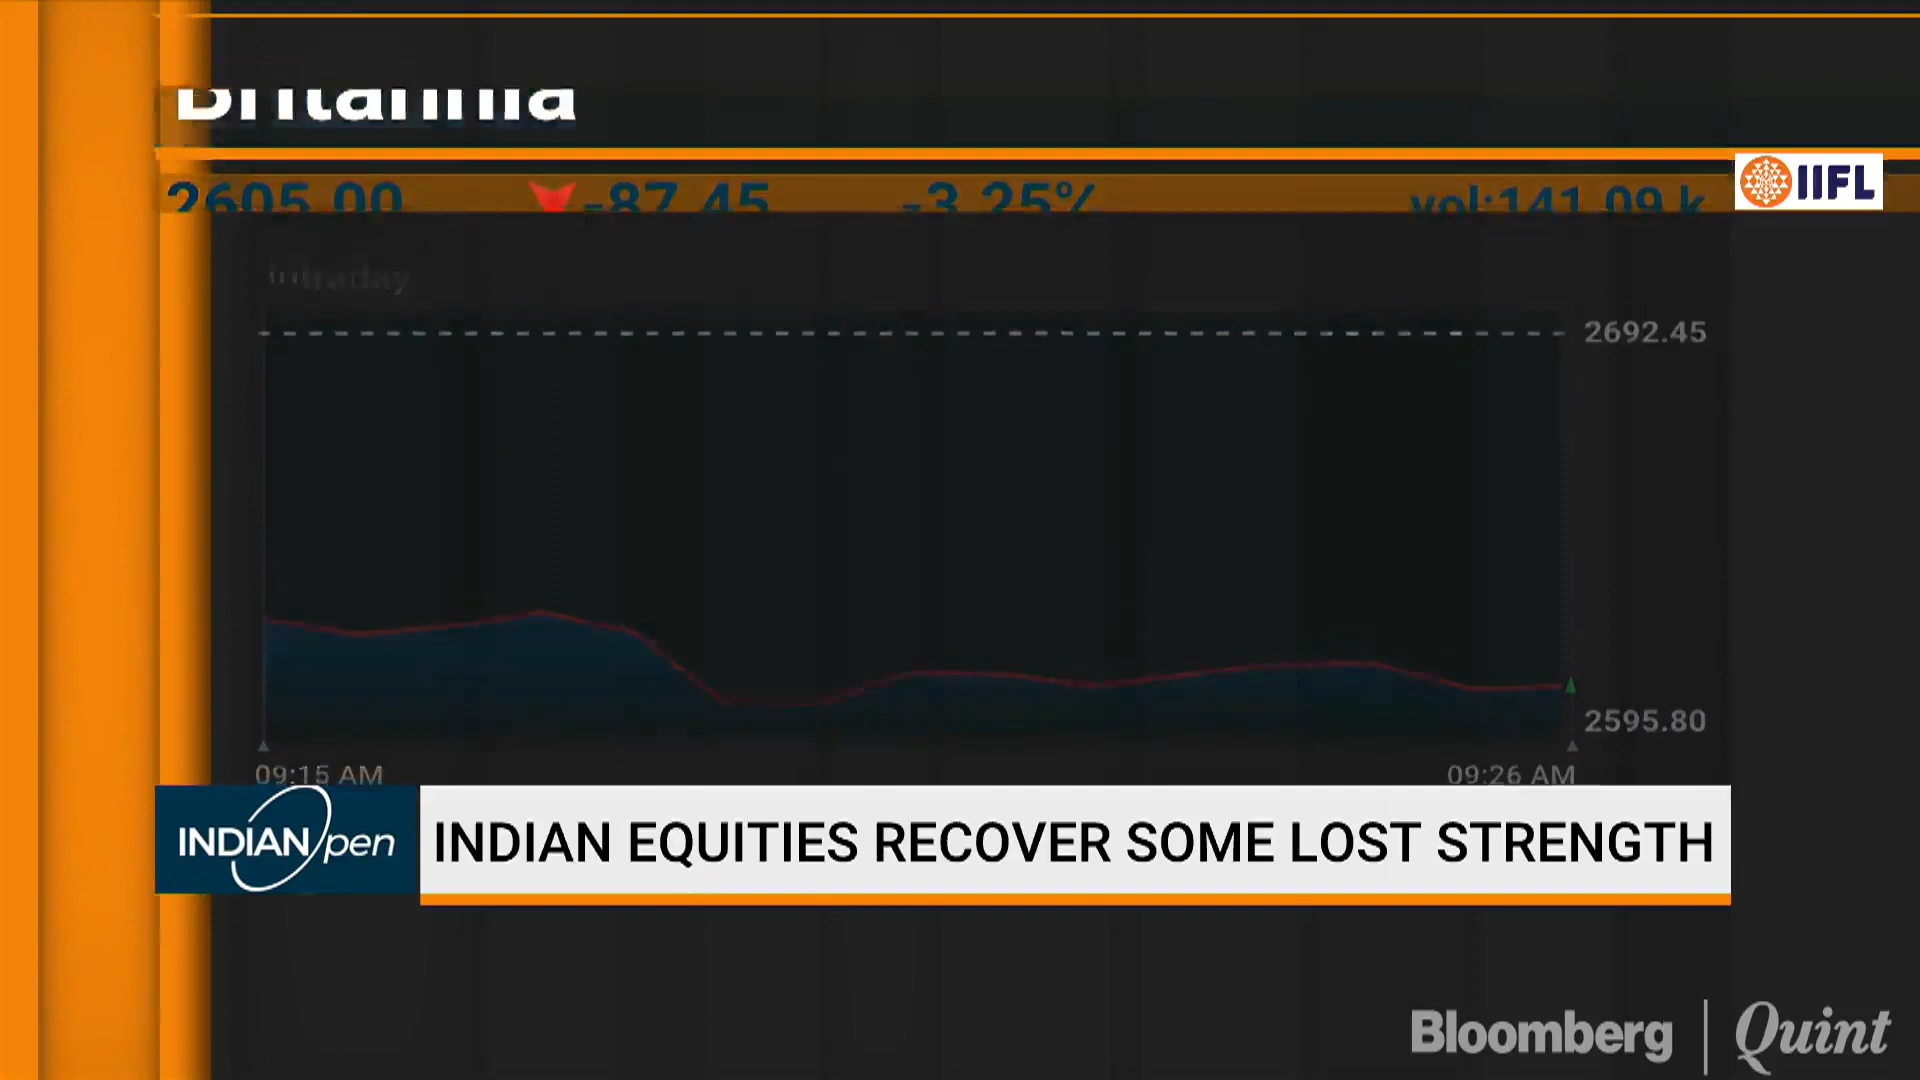 Britannia
2605.00 -87.45 -3.25% vol:141.09 k
IIFL
Intraday
2692.45
2595.80
09:15 AM 09:26 AM
INDIAN Open INDIAN EQUITIES RECOVER SOME LOST STRENGTH
Bloomberg | Quint